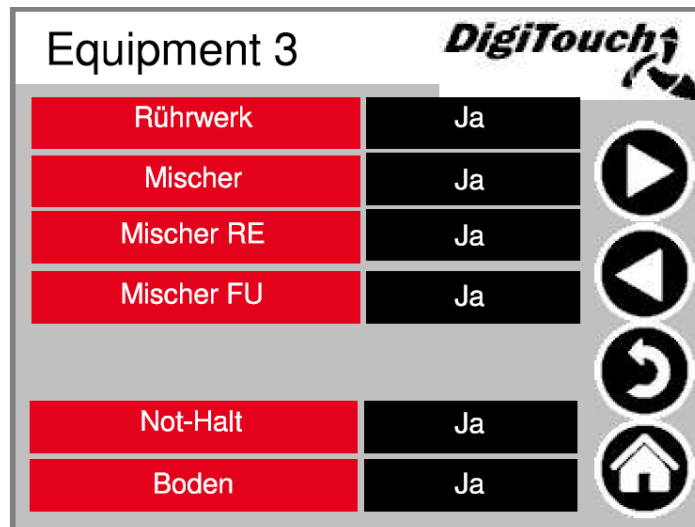 Equipment 3
DigiTouch
Rührwerk Ja
Mischer Ja
Mischer RE Ja
Mischer FU Ja
Not-Halt Ja
Boden Ja